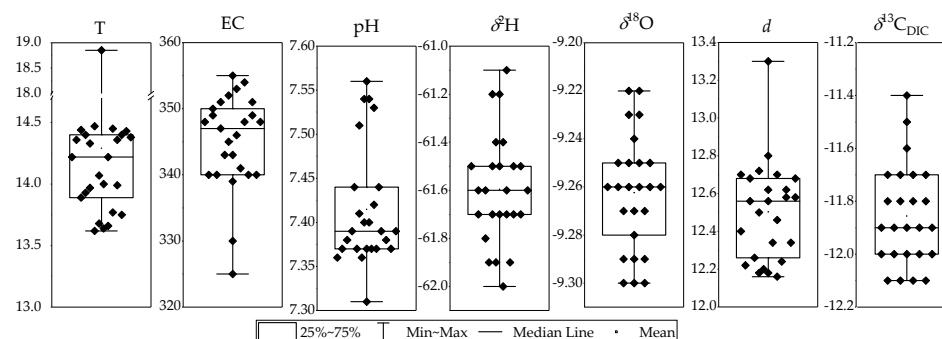 T EC pH δ²H δ¹⁸O d δ¹³C_DIC
19.0 18.5 18.0 14.5 14.0 13.5 13.0
360 350 340 330 320
7.60 7.55 7.50 7.45 7.40 7.35 7.30
-61.0 -61.2 -61.4 -61.6 -61.8 -62.0
-9.20 -9.22 -9.24 -9.26 -9.28 -9.30
13.4 13.2 13.0 12.8 12.6 12.4 12.2 12.0
-11.2 -11.4 -11.6 -11.8 -12.0 -12.2
25%~75% Min~Max Median Line Mean